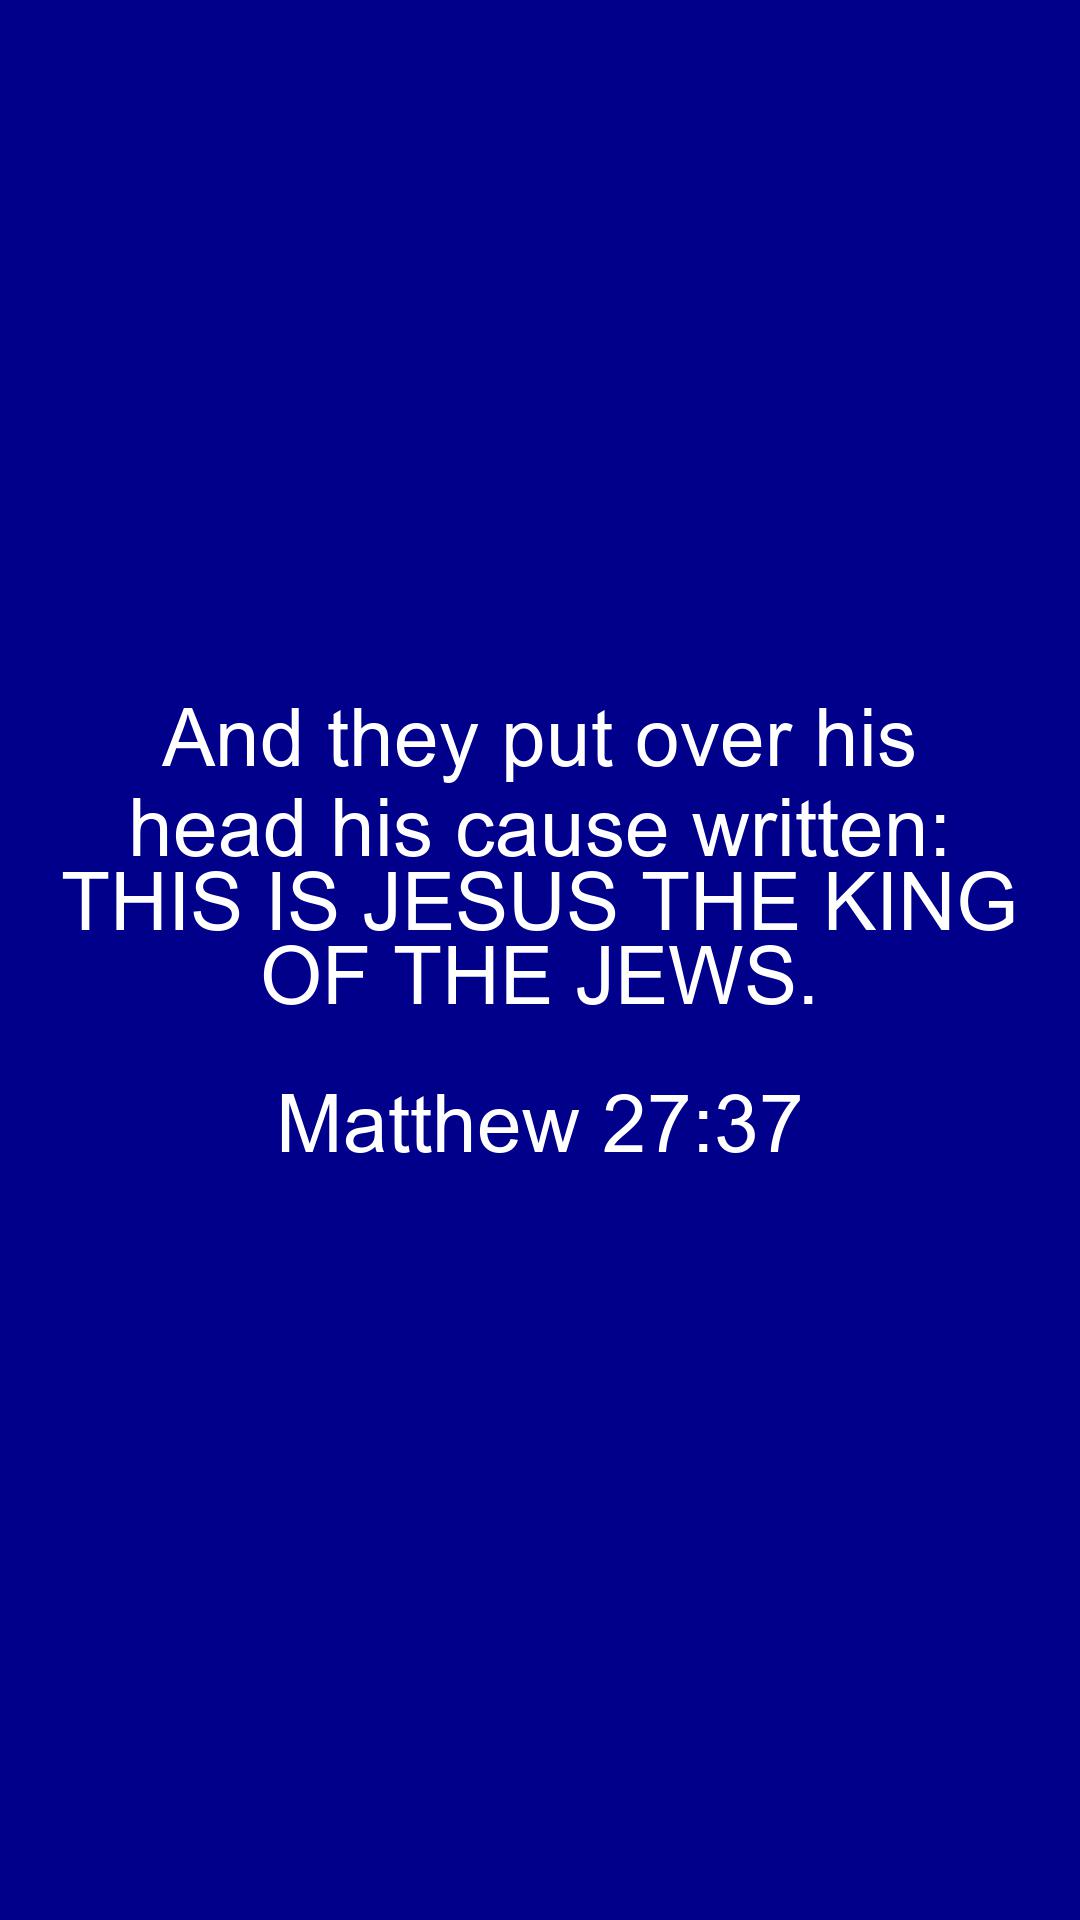 And they put over his
head his cause written:
THIS IS JESUS THE KING
OF THE JEWS.
Matthew 27:37